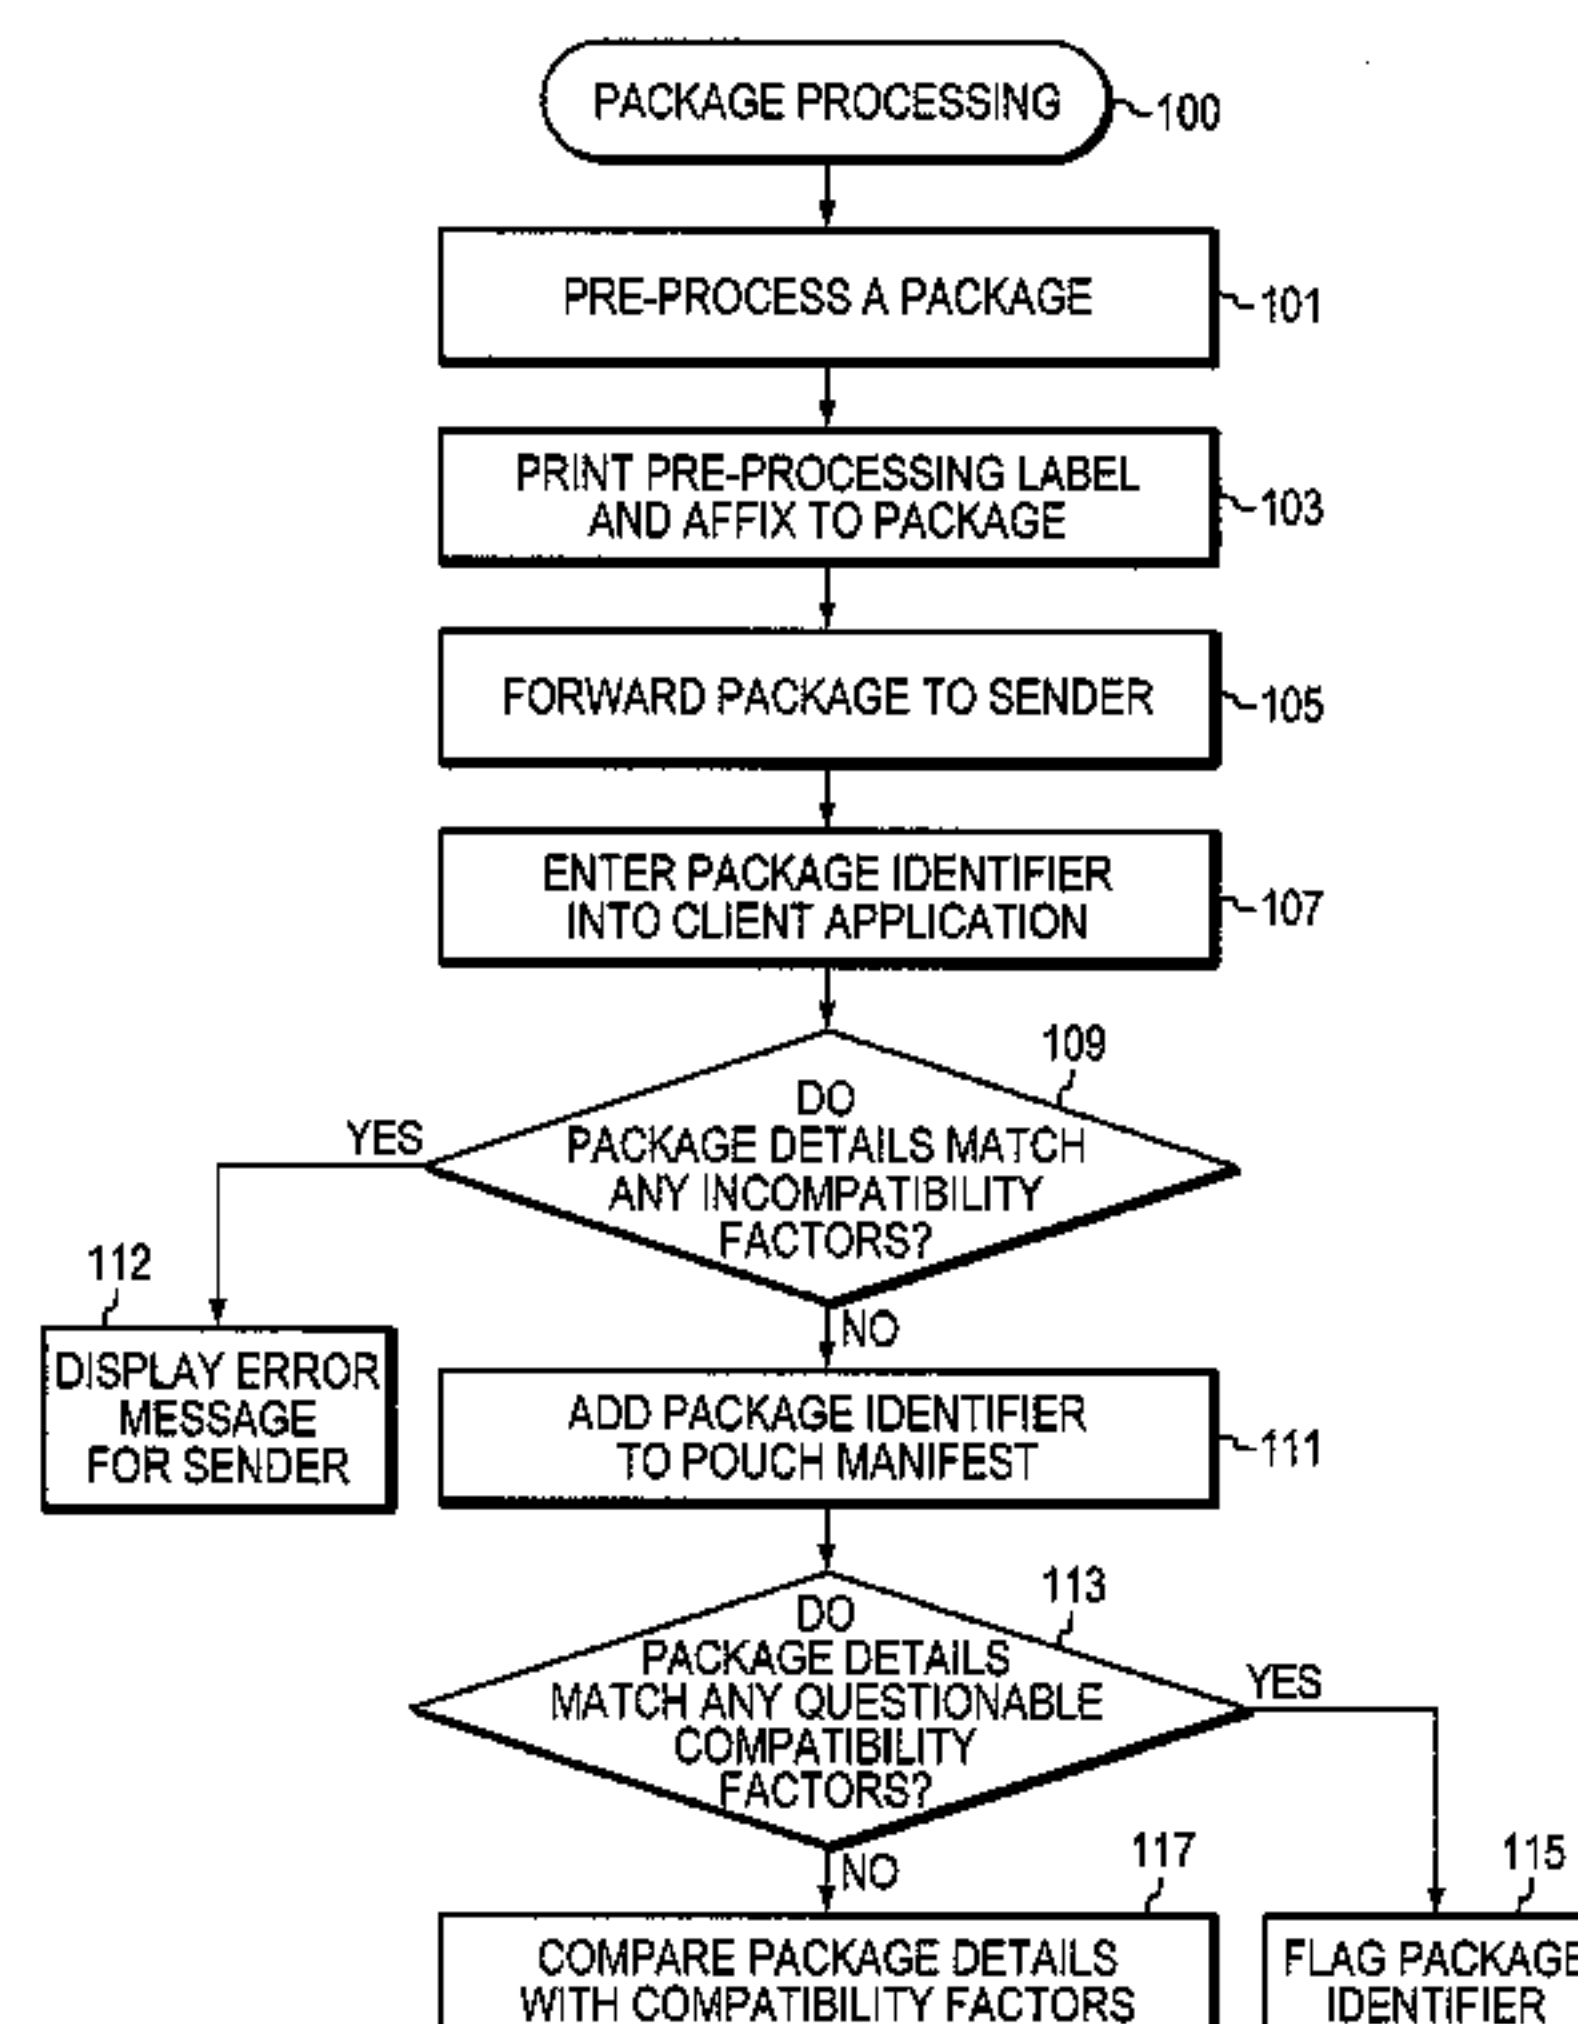 PACKAGE PROCESSING
100
PRE-PROCESS A PACKAGE
101
PRINT PRE-PROCESSING LABEL
AND AFFIX TO PACKAGE
103
FORWARD PACKAGE TO SENDER
105
ENTER PACKAGE IDENTIFIER
INTO CLIENT APPLICATION
107
109
DO
PACKAGE DETAILS MATCH
ANY INCOMPATIBILITY
FACTORS?
YES
112
DISPLAY ERROR
MESSAGE
FOR SENDER
NO
ADD PACKAGE IDENTIFIER
TO POUCH MANIFEST
111
113
DO
PACKAGE DETAILS
MATCH ANY QUESTIONABLE
COMPATIBILITY
FACTORS?
YES
NO
117
COMPARE PACKAGE DETAILS
WITH COMPATIBILITY FACTORS
115
FLAG PACKAGE
IDENTIFIER